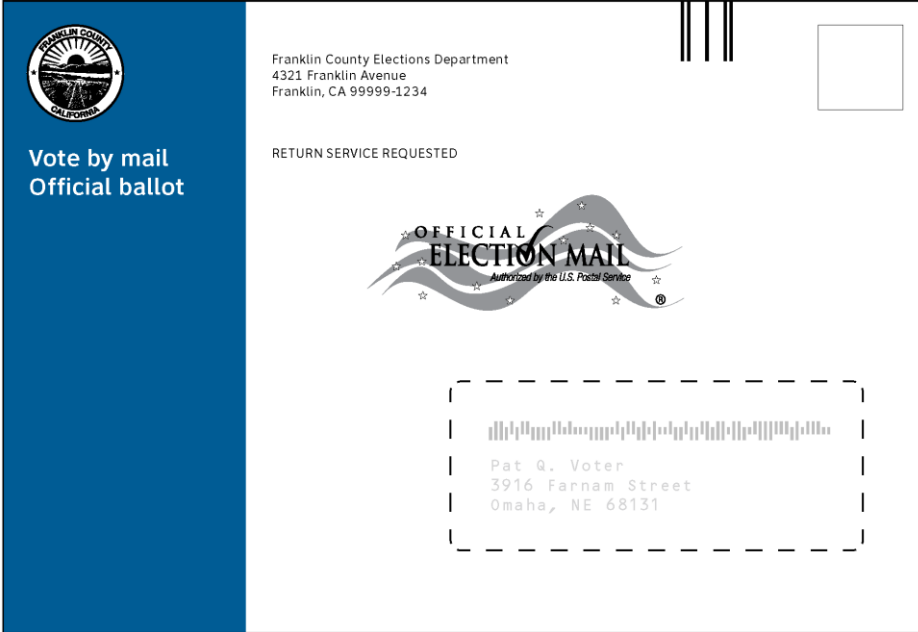 FRANKLIN COUNTY
CALIFORNIA
Vote by mail
Official ballot
Franklin County Elections Department
4321 Franklin Avenue
Franklin, CA 99999-1234
RETURN SERVICE REQUESTED
OFFICIAL
ELECTION MAIL
Authorized by the U.S. Postal Service
®
Pat Q. Voter
3916 Farnam Street
Omaha, NE 68131